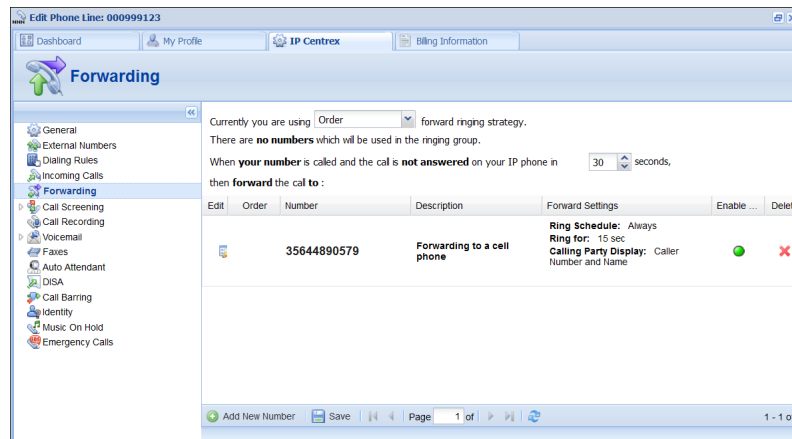 Edit Phone Line: 000999123
Dashboard
My Profile
IP Centrex
Billing Information
Forwarding
General
External Numbers
Dialing Rules
Incoming Calls
Forwarding
Call Screening
Call Recording
Voicemail
Faxes
Auto Attendant
DISA
Call Barring
Identity
Music On Hold
Emergency Calls
Currently you are using Order forward ringing strategy.
There are no numbers which will be used in the ringing group.
When your number is called and the call is not answered on your IP phone in 30 seconds,
then forward the call to :
Edit Order Number Description Forward Settings Enable ... Delet
35644890579
Forwarding to a cell
phone
Ring Schedule: Always
Ring for: 15 sec
Calling Party Display: Caller
Number and Name
Add New Number Save Page 1 of 1 - 1 o